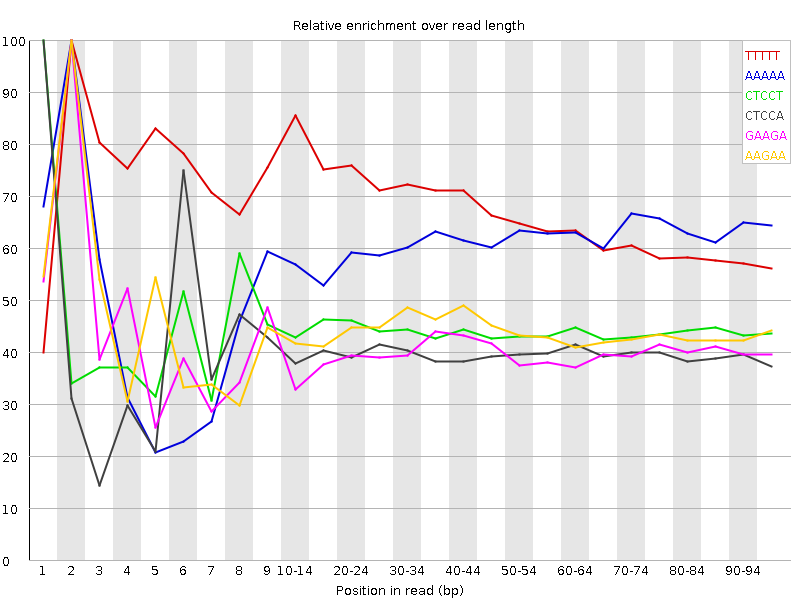 Relative enrichment over read length
100
90
80
70
60
50
40
30
20
10
0
TTTTT
AAAAA
CTCCT
CTCCA
GAAGA
AAGAA
1 2 3 4 5 6 7 8 9 10-14 20-24 30-34 40-44 50-54 60-64 70-74 80-84 90-94
Position in read (bp)